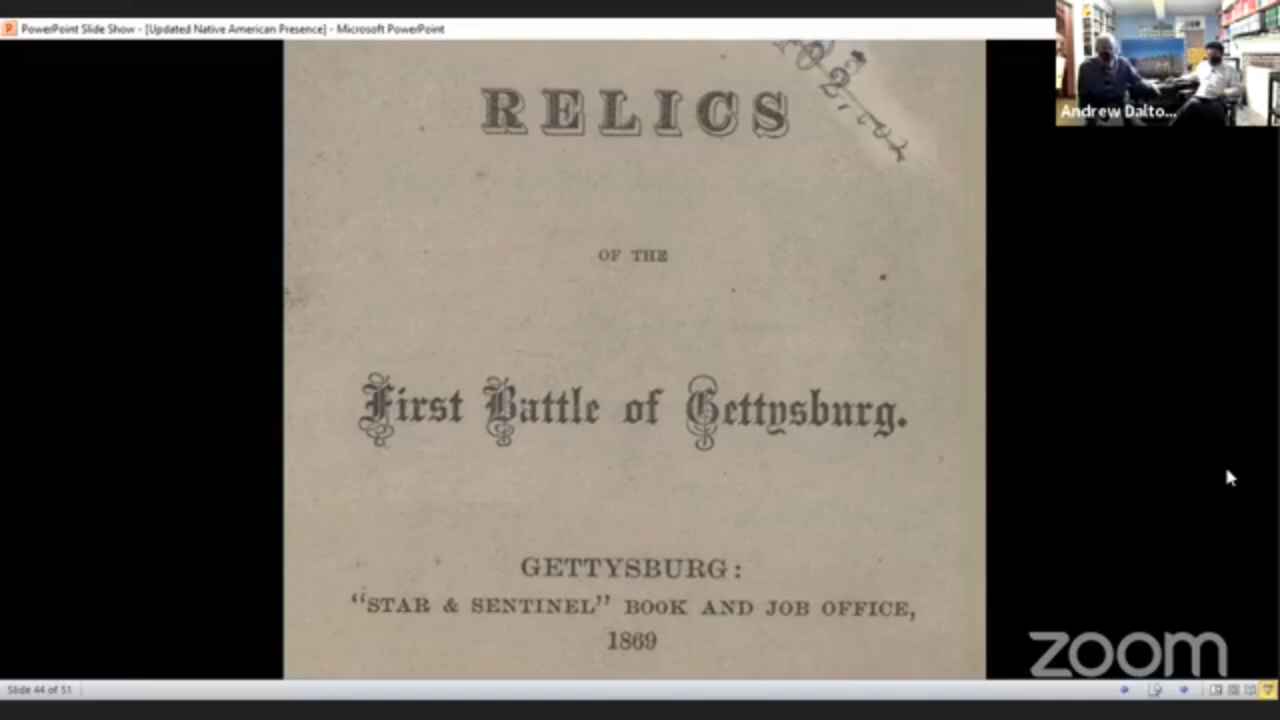 PowerPoint Slide Show - [Updated Native American Presence] - Microsoft PowerPoint
Andrew Dalto...
RELICS
OF THE
First Battle of Gettysburg.
GETTYSBURG:
"STAR & SENTINEL" BOOK AND JOB OFFICE,
1869
zoom
Slide 44 of 51